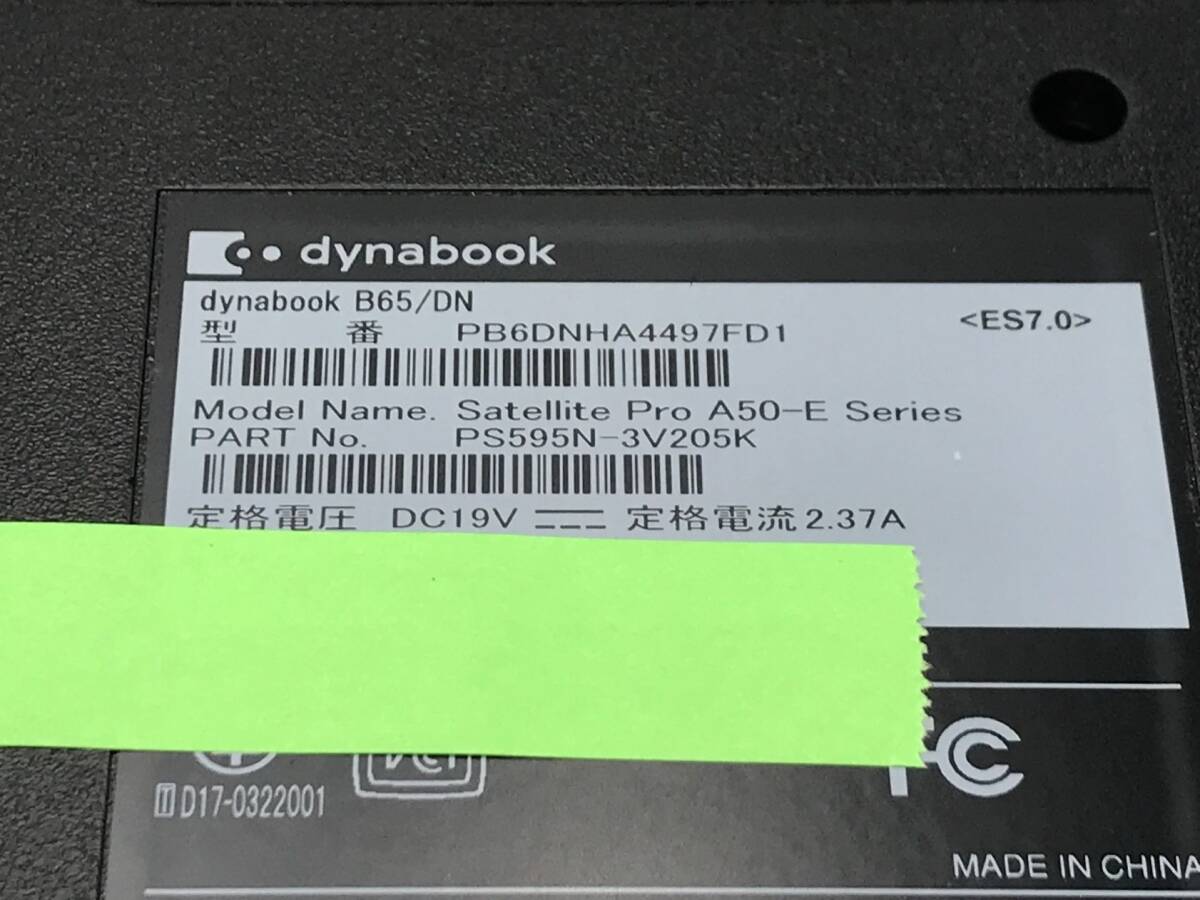 dynabook
dynabook B65/DN
<ES7.0>
型 番 PB6DNHA4497FD1
Model Name. Satellite Pro A50-E Series
PART No. PS595N-3V205K
定格電圧 DC19V 定格電流2.37A
D17-0322001
MADE IN CHINA